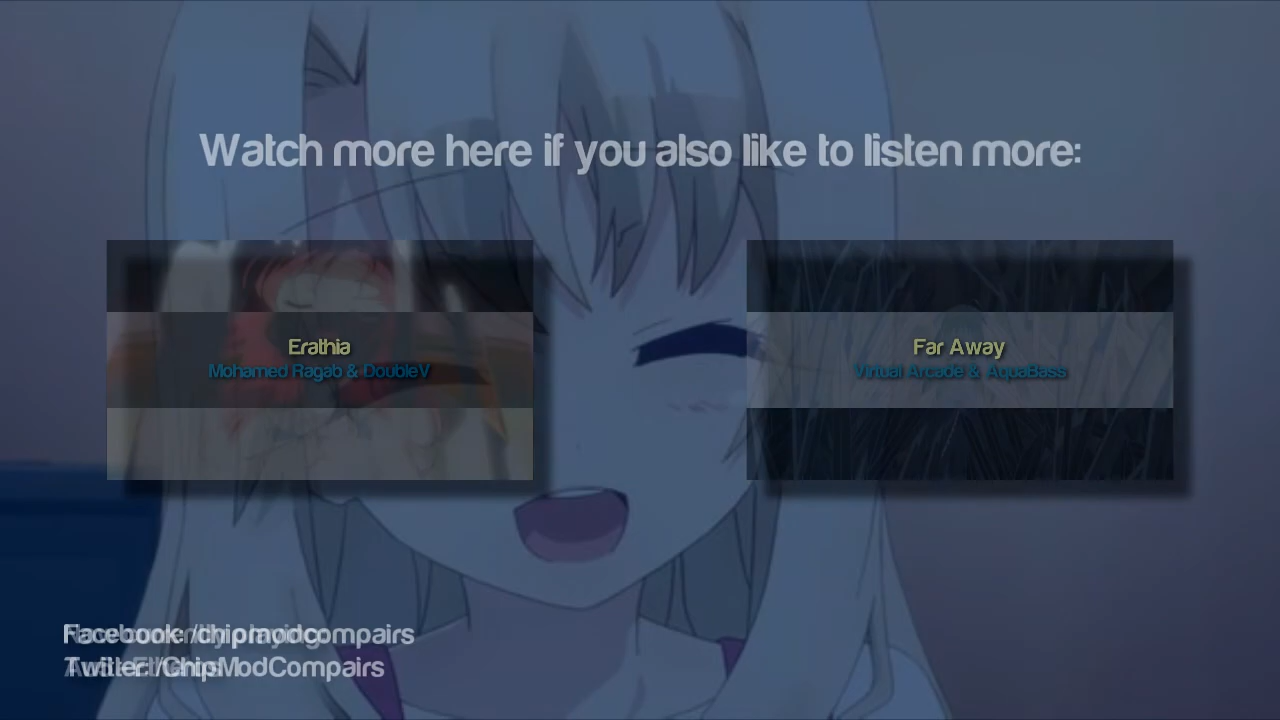 Watch more here if you also like to listen more:
Erathia
Mohamed Ragab & DoubleV
Far Away
Virtual Arcade & AquaBass
Facebook: /chipmodcompairs
Twitter: /ChipModCompairs